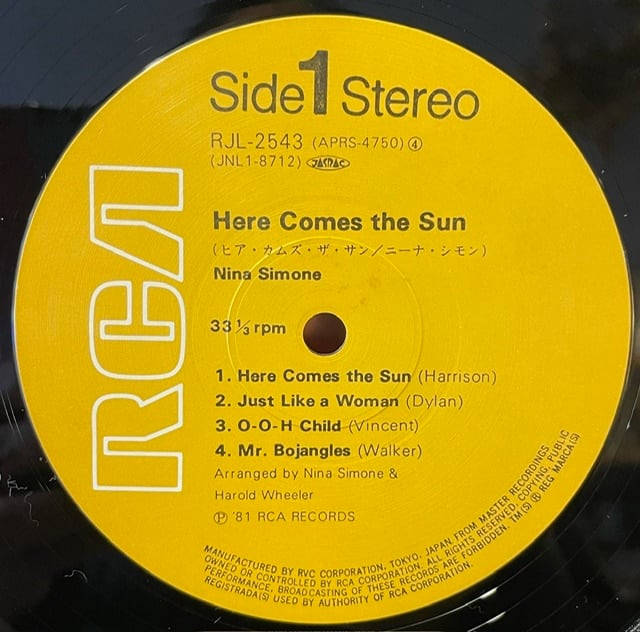 Side 1 Stereo
RJL-2543 (APRS-4750) ④
(JNL1-8712) JASRAC
Here Comes the Sun
(ヒア・カムズ・ザ・サン/ニーナ・シモン)
Nina Simone
33 1/3 rpm
1. Here Comes the Sun (Harrison)
2. Just Like a Woman (Dylan)
3. O-O-H Child (Vincent)
4. Mr. Bojangles (Walker)
Arranged by Nina Simone &
Harold Wheeler
Ⓟ '81 RCA RECORDS
RCA
MANUFACTURED BY RVC CORPORATION, TOKYO, JAPAN, FROM MASTER RECORDINGS
OWNED OR CONTROLLED BY RCA CORPORATION. ALL RIGHTS RESERVED. COPYING, PUBLIC
PERFORMANCE, BROADCASTING OF THESE RECORDS ARE FORBIDDEN. TM(S) ® REG MARCA(S)
REGISTRADA(S) USED BY AUTHORITY OF RCA CORPORATION.